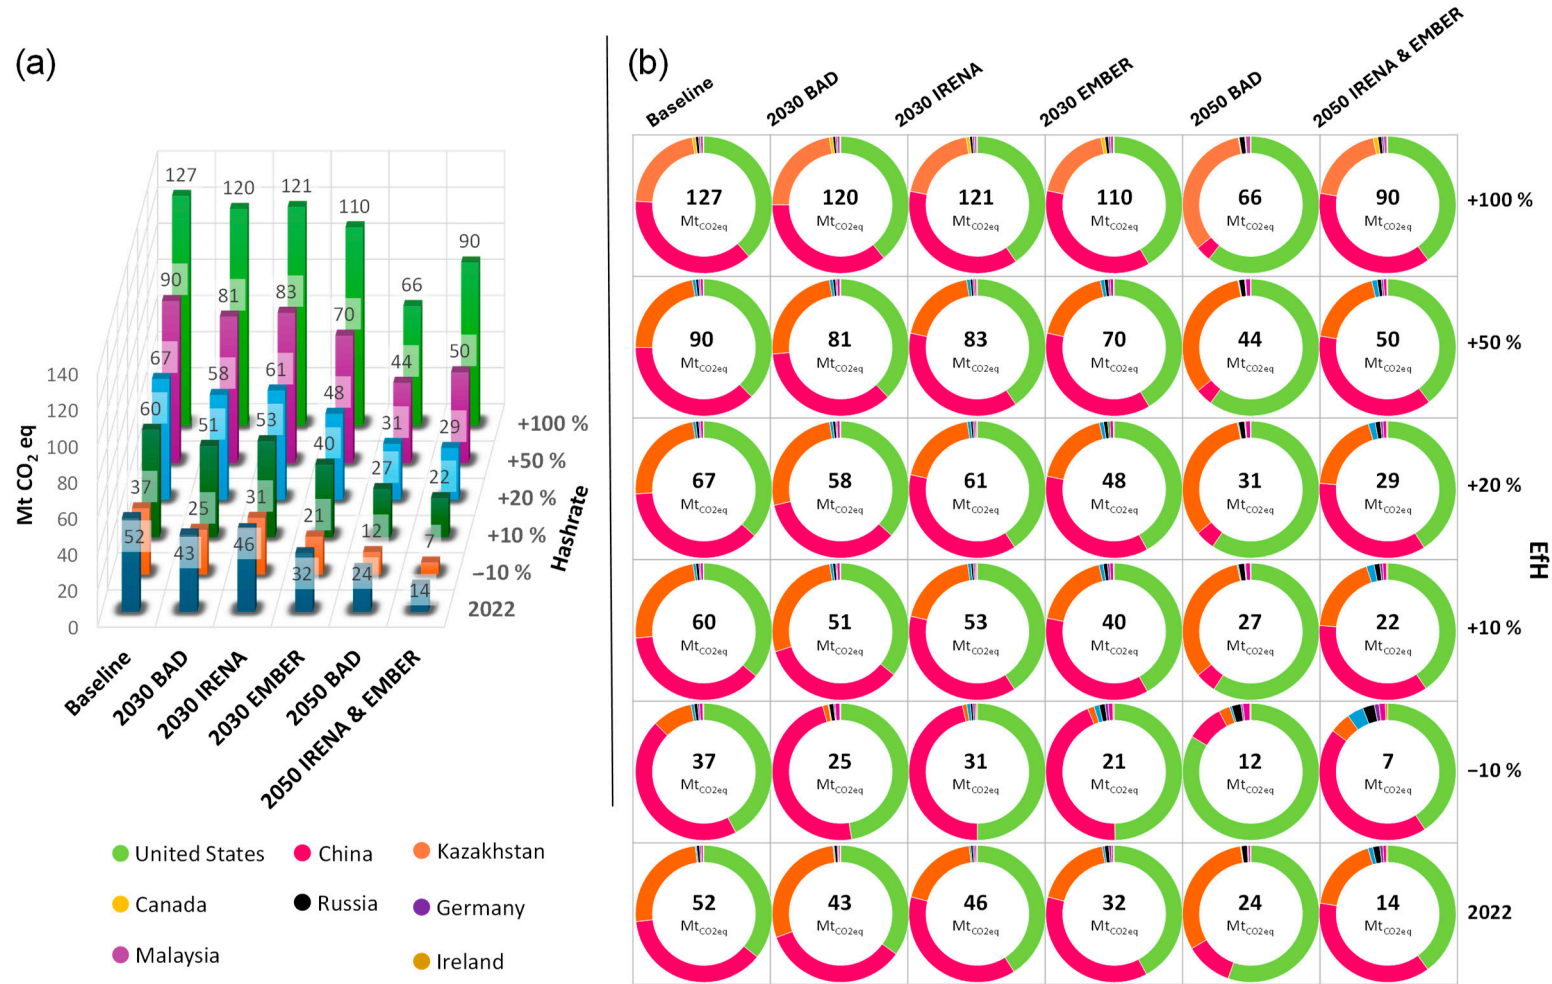 (a)
127
120
121
110
66
90
90
81
83
70
44
50
67
58
61
48
31
29
60
51
53
40
27
22
37
25
31
21
12
7
52
43
46
32
24
14
Mt CO2 eq
140
120
100
80
60
40
20
0
+100 %
+50 %
+20 %
+10 %
−10 %
2022
Hashrate
Baseline
2030 BAD
2030 IRENA
2030 EMBER
2050 BAD
2050 IRENA & EMBER
United States
China
Kazakhstan
Canada
Russia
Germany
Malaysia
Ireland
(b)
Baseline
2030 BAD
2030 IRENA
2030 EMBER
2050 BAD
2050 IRENA & EMBER
127 120 121 110 66 90
MtCO2eq MtCO2eq MtCO2eq MtCO2eq MtCO2eq MtCO2eq
+100 %
90 81 83 70 44 50
MtCO2eq MtCO2eq MtCO2eq MtCO2eq MtCO2eq MtCO2eq
+50 %
67 58 61 48 31 29
MtCO2eq MtCO2eq MtCO2eq MtCO2eq MtCO2eq MtCO2eq
+20 %
60 51 53 40 27 22
MtCO2eq MtCO2eq MtCO2eq MtCO2eq MtCO2eq MtCO2eq
+10 %
37 25 31 21 12 7
MtCO2eq MtCO2eq MtCO2eq MtCO2eq MtCO2eq MtCO2eq
−10 %
52 43 46 32 24 14
MtCO2eq MtCO2eq MtCO2eq MtCO2eq MtCO2eq MtCO2eq
2022
EfH